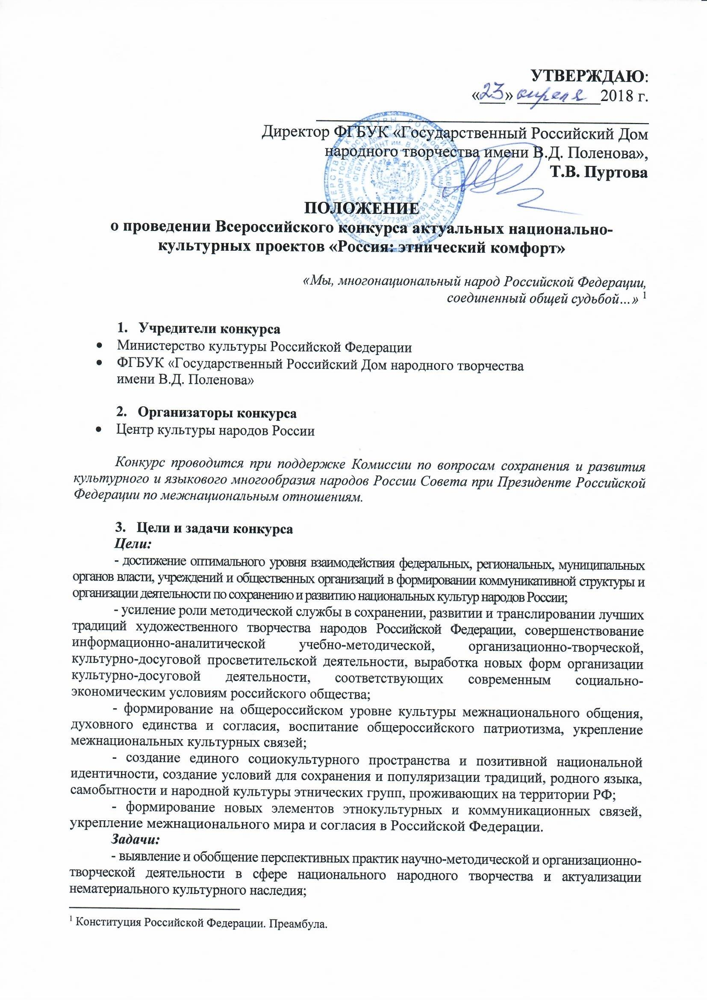 УТВЕРЖДАЮ:
«23» апреля 2018 г.
Директор ФГБУК «Государственный Российский Дом
народного творчества имени В.Д. Поленова»,
Т.В. Пуртова
ПОЛОЖЕНИЕ
о проведении Всероссийского конкурса актуальных национально-
культурных проектов «Россия: этнический комфорт»
«Мы, многонациональный народ Российской Федерации,
соединенный общей судьбой…» 1
1. Учредители конкурса
• Министерство культуры Российской Федерации
• ФГБУК «Государственный Российский Дом народного творчества
имени В.Д. Поленова»
2. Организаторы конкурса
• Центр культуры народов России
Конкурс проводится при поддержке Комиссии по вопросам сохранения и развития
культурного и языкового многообразия народов России Совета при Президенте Российской
Федерации по межнациональным отношениям.
3. Цели и задачи конкурса
Цели:
- достижение оптимального уровня взаимодействия федеральных, региональных, муниципальных
органов власти, учреждений и общественных организаций в формировании коммуникативной структуры и
организации деятельности по сохранению и развитию национальных культур народов России;
- усиление роли методической службы в сохранении, развитии и транслировании лучших
традиций художественного творчества народов Российской Федерации, совершенствование
информационно-аналитической учебно-методической, организационно-творческой,
культурно-досуговой просветительской деятельности, выработка новых форм организации
культурно-досуговой деятельности, соответствующих современным социально-
экономическим условиям российского общества;
- формирование на общероссийском уровне культуры межнационального общения,
духовного единства и согласия, воспитание общероссийского патриотизма, укрепление
межнациональных культурных связей;
- создание единого социокультурного пространства и позитивной национальной
идентичности, создание условий для сохранения и популяризации традиций, родного языка,
самобытности и народной культуры этнических групп, проживающих на территории РФ;
- формирование новых элементов этнокультурных и коммуникационных связей,
укрепление межнационального мира и согласия в Российской Федерации.
Задачи:
- выявление и обобщение перспективных практик научно-методической и организационно-
творческой деятельности в сфере национального народного творчества и актуализации
нематериального культурного наследия;
1 Конституция Российской Федерации. Преамбула.